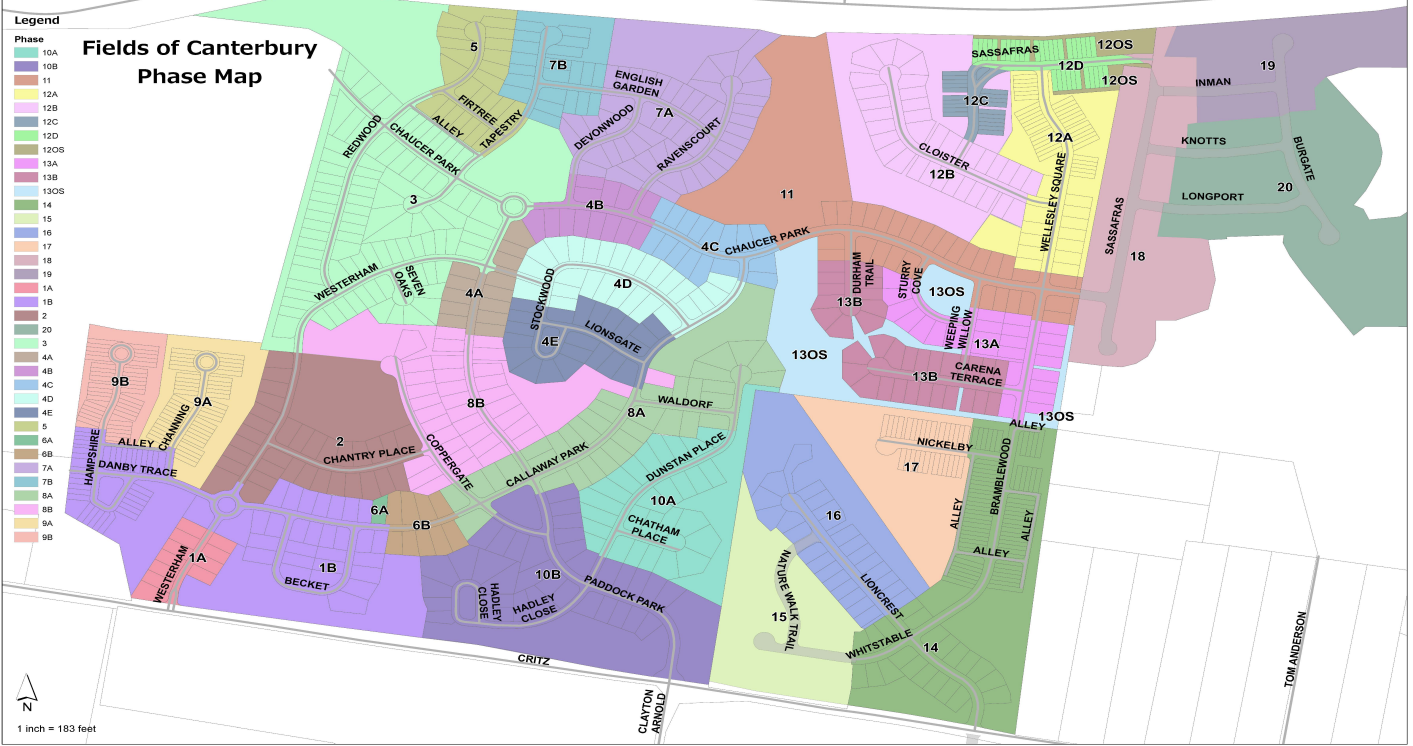 Legend
Phase
10A
10B
11
12A
12B
12C
12D
12OS
13A
13B
13OS
14
15
16
17
18
19
1A
1B
2
20
3
4A
4B
4C
4D
4E
5
6A
6B
7A
7B
8A
8B
9A
9B
Fields of Canterbury
Phase Map
5
7B
ENGLISH
GARDEN
7A
FIRTREE
ALLEY
TAPESTRY
DEVONWOOD
RAVENSCOURT
REDWOOD
CHAUCER PARK
3
4B
4C
CHAUCER PARK
11
WESTERHAM
SEVEN
OAKS
4A
STOCKWOOD
4D
4E
LIONSGATE
SASSAFRAS
12OS
12D
12OS
12C
12A
CLOISTER
12B
WELLESLEY SQUARE
SASSAFRAS
18
INMAN
19
KNOTTS
BURGATE
LONGPORT
20
DURHAM
TRAIL
STURRY
COVE
13OS
13B
WEEPING
WILLOW
13A
13OS
13B
CARENA
TERRACE
13OS
ALLEY
9B
9A
CHANNING
ALLEY
HAMPSHIRE
DANBY TRACE
2
CHANTRY PLACE
8B
COPPERGATE
8A
WALDORF
CALLAWAY PARK
DUNSTAN PLACE
10A
CHATHAM
PLACE
6A
6B
1A
WESTERHAM
1B
BECKET
10B
HADLEY
CLOSE
HADLEY
CLOSE
PADDOCK PARK
CRITZ
CLAYTON
ARNOLD
NICKELBY
17
BRAMBLEWOOD
ALLEY
ALLEY
ALLEY
16
LIONCREST
NATURE WALK TRAIL
15
WHITSTABLE
14
TOM ANDERSON
N
1 inch = 183 feet